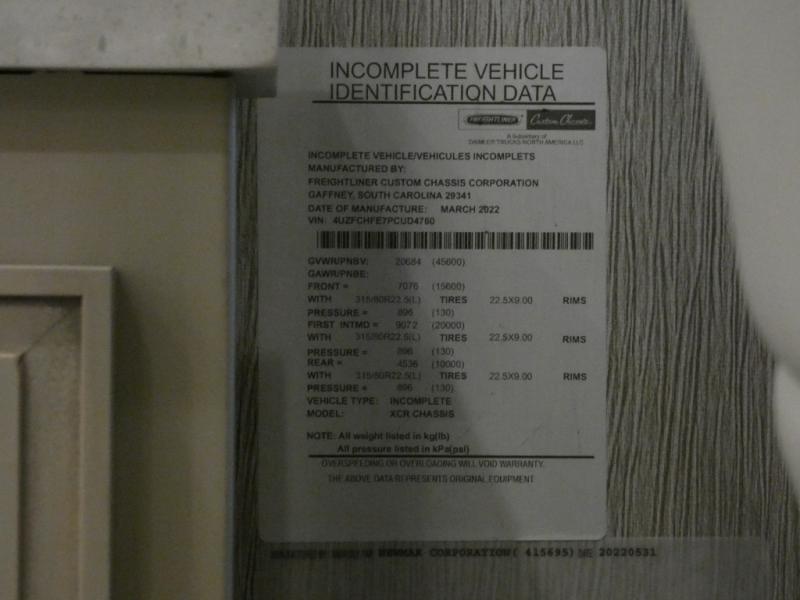 INCOMPLETE VEHICLE
IDENTIFICATION DATA
FREIGHTLINER Custom Chassis
A Subsidiary of
DAIMLER TRUCKS NORTH AMERICA LLC
INCOMPLETE VEHICLE/VEHICULES INCOMPLETS
MANUFACTURED BY:
FREIGHTLINER CUSTOM CHASSIS CORPORATION
GAFFNEY, SOUTH CAROLINA 29341
DATE OF MANUFACTURE: MARCH 2022
VIN: 4UZFCHFE7PCUD4760
GVWR/PNBV: 20684 (45600)
GAWR/PNBE:
FRONT = 7076 (15600)
WITH 315/80R22.5(L) TIRES 22.5X9.00 RIMS
PRESSURE = 896 (130)
FIRST INTMD = 9072 (20000)
WITH 315/80R22.5(L) TIRES 22.5X9.00 RIMS
PRESSURE = 896 (130)
REAR = 4536 (10000)
WITH 315/80R22.5(L) TIRES 22.5X9.00 RIMS
PRESSURE = 896 (130)
VEHICLE TYPE: INCOMPLETE
MODEL: XCR CHASSIS
NOTE: All weight listed in kg(lb)
All pressure listed in kPa(psi)
OVERSPEEDING OR OVERLOADING WILL VOID WARRANTY.
THE ABOVE DATA REPRESENTS ORIGINAL EQUIPMENT
NEWMAR CORPORATION( 415695) 20220531